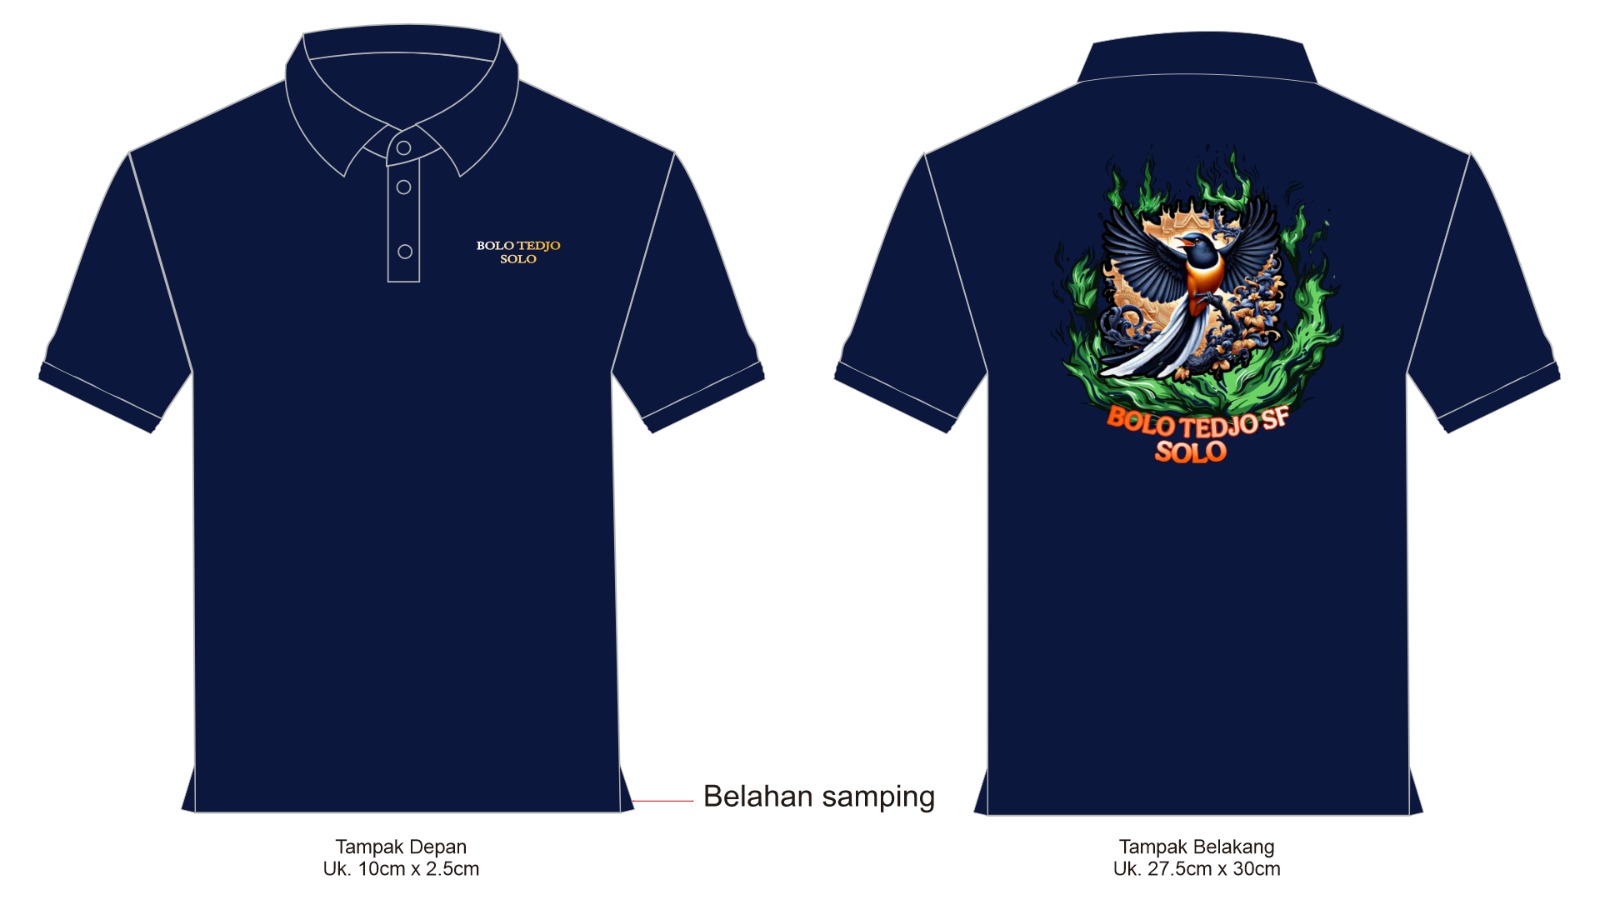 BOLO TEDJO
SOLO
BOLO TEDJO SF
SOLO
Belahan samping
Tampak Depan
Uk. 10cm x 2.5cm
Tampak Belakang
Uk. 27.5cm x 30cm